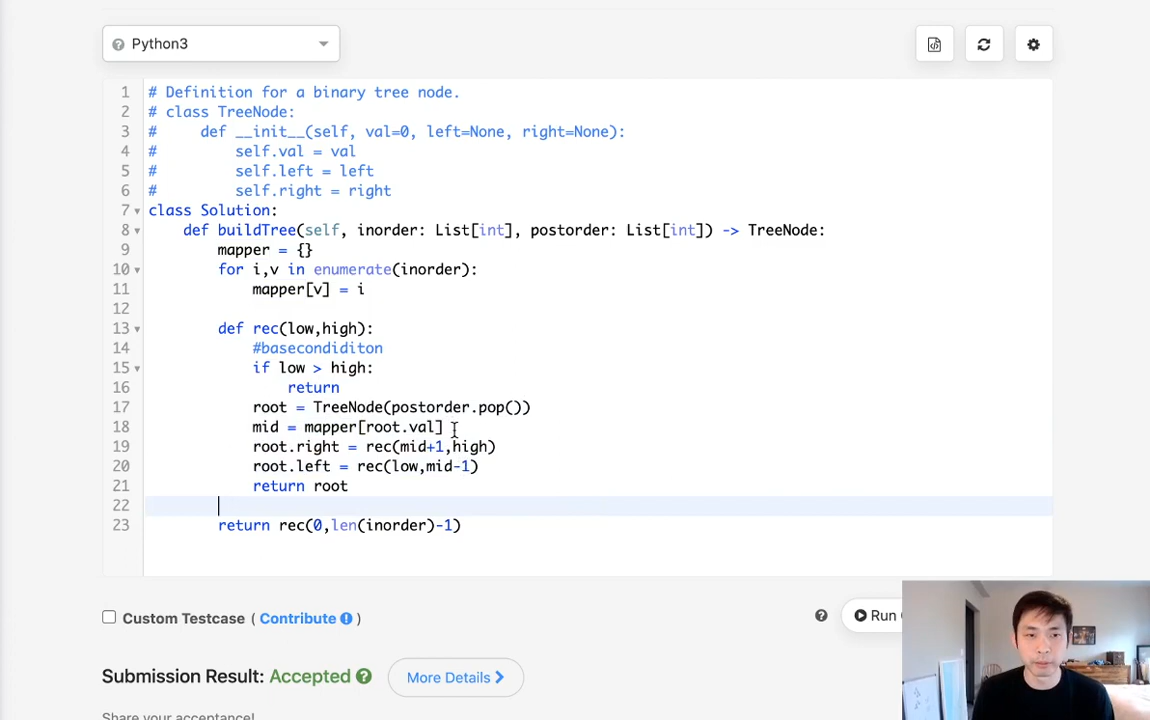 Python3
1 # Definition for a binary tree node.
2 # class TreeNode:
3 #     def __init__(self, val=0, left=None, right=None):
4 #         self.val = val
5 #         self.left = left
6 #         self.right = right
7 class Solution:
8     def buildTree(self, inorder: List[int], postorder: List[int]) -> TreeNode:
9         mapper = {}
10         for i,v in enumerate(inorder):
11             mapper[v] = i
12
13         def rec(low,high):
14             #basecondiditon
15             if low > high:
16                 return
17             root = TreeNode(postorder.pop())
18             mid = mapper[root.val]
19             root.right = rec(mid+1,high)
20             root.left = rec(low,mid-1)
21             return root
22
23         return rec(0,len(inorder)-1)
Custom Testcase ( Contribute )
Run
Submission Result: Accepted
More Details
Share your acceptance!